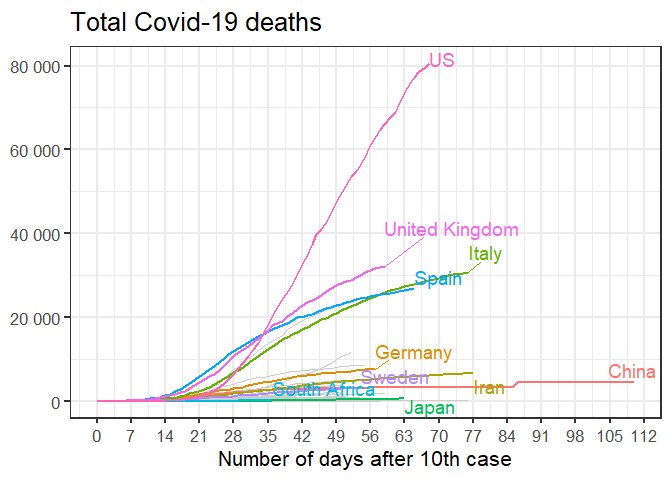 Total Covid-19 deaths
80 000
60 000
40 000
20 000
0
US
United Kingdom
Italy
Spain
Germany
Sweden
South Africa
Iran
China
Japan
0 7 14 21 28 35 42 49 56 63 70 77 84 91 98 105 112
Number of days after 10th case